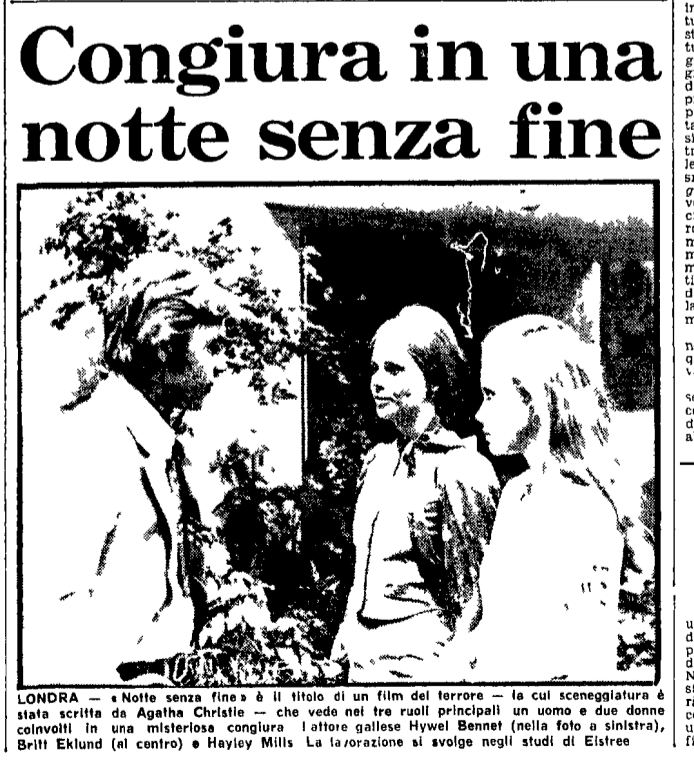 Congiura in una
notte senza fine
LONDRA — « Notte senza fine » è il titolo di un film del terrore — la cui sceneggiatura è
stata scritta da Agatha Christie — che vede nei tre ruoli principali un uomo e due donne
coinvolti in una misteriosa congiura l attore gallese Hywel Bennet (nella foto a sinistra),
Britt Eklund (al centro) e Hayley Mills La la/orazione si svolge negli studi di Elstree